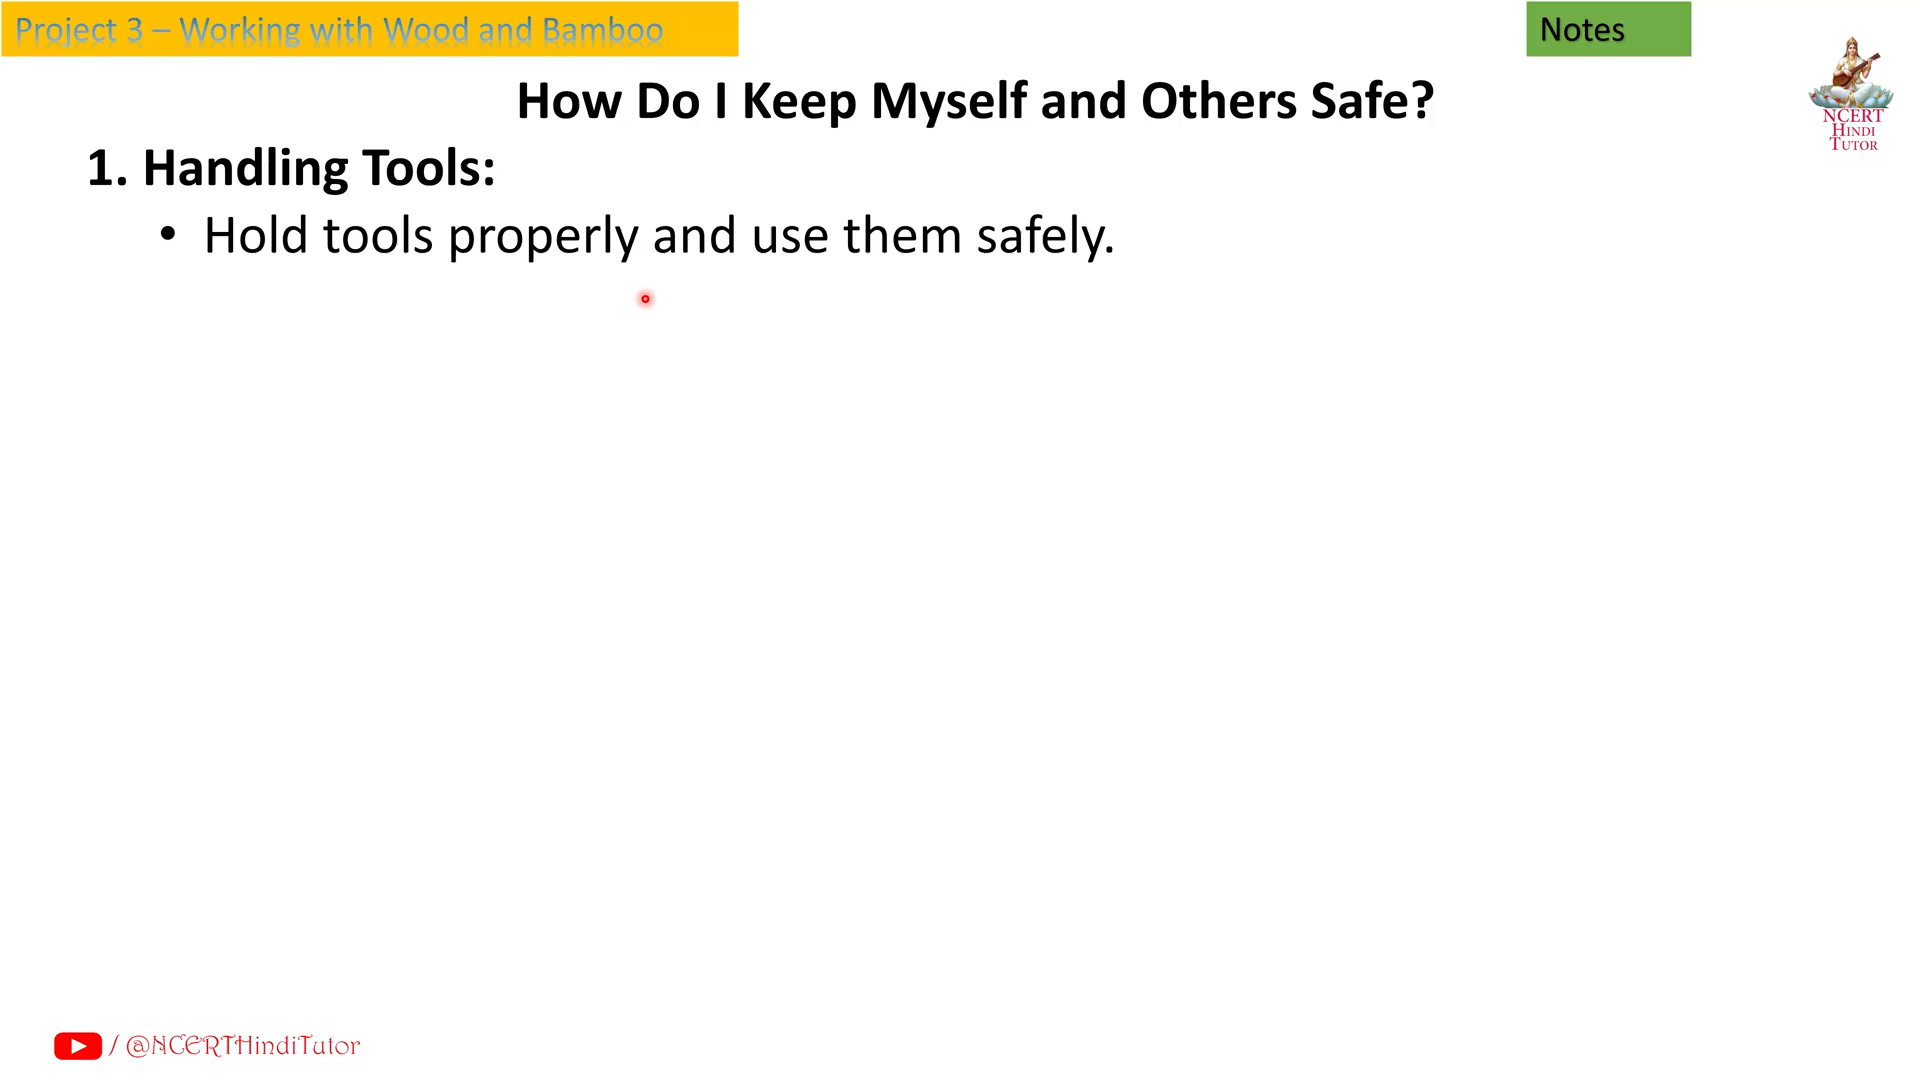 Project 3 – Working with Wood and Bamboo
Notes
How Do I Keep Myself and Others Safe?
NCERT
HINDI
TUTOR
1. Handling Tools:
• Hold tools properly and use them safely.
/ @NCERTHindiTutor